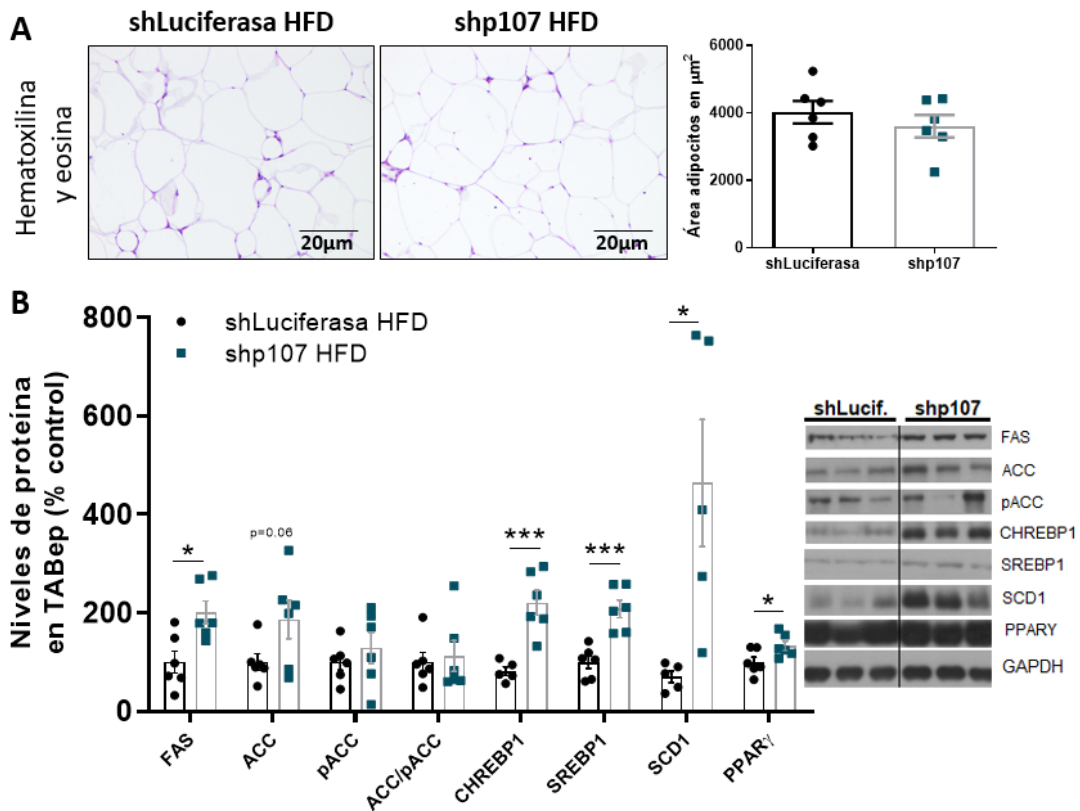 A
shLuciferasa HFD
shp107 HFD
Hematoxilina
y eosina
20µm
20µm
Área adipocitos en µm²
6000
4000
2000
0
shLuciferasa
shp107
B
Niveles de proteína
en TABep (% control)
800
600
400
200
0
shLuciferasa HFD
shp107 HFD
*
p=0.06
***
***
*
*
FAS
ACC
pACC
ACC/pACC
CHREBP1
SREBP1
SCD1
PPARγ
shLucif.
shp107
FAS
ACC
pACC
CHREBP1
SREBP1
SCD1
PPARY
GAPDH